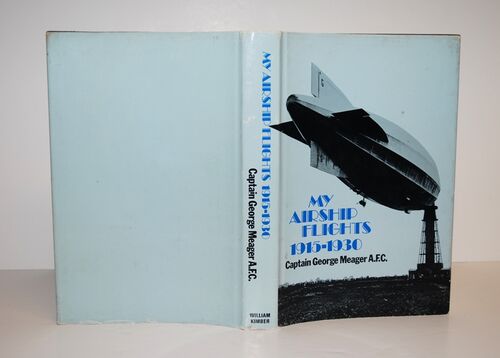 MY AIRSHIP FLIGHTS 1915-1930
Captain George Meager A.F.C.
WILLIAM
KIMBER
MY
AIRSHIP
FLIGHTS
1915-1930
Captain George Meager A.F.C.